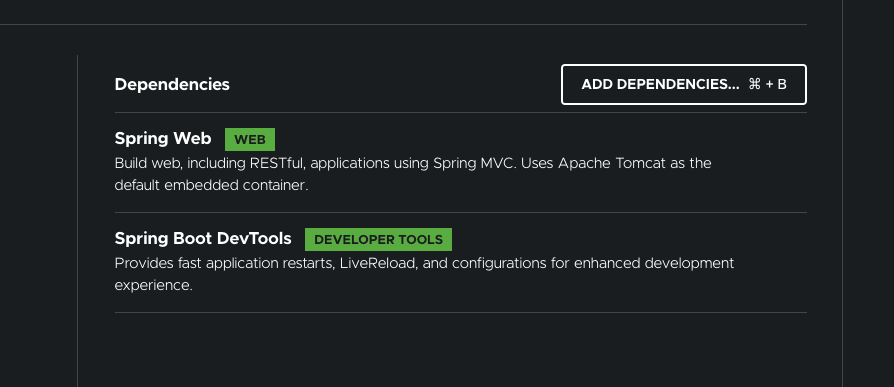 Dependencies
ADD DEPENDENCIES... ⌘ + B
Spring Web WEB
Build web, including RESTful, applications using Spring MVC. Uses Apache Tomcat as the
default embedded container.
Spring Boot DevTools DEVELOPER TOOLS
Provides fast application restarts, LiveReload, and configurations for enhanced development
experience.